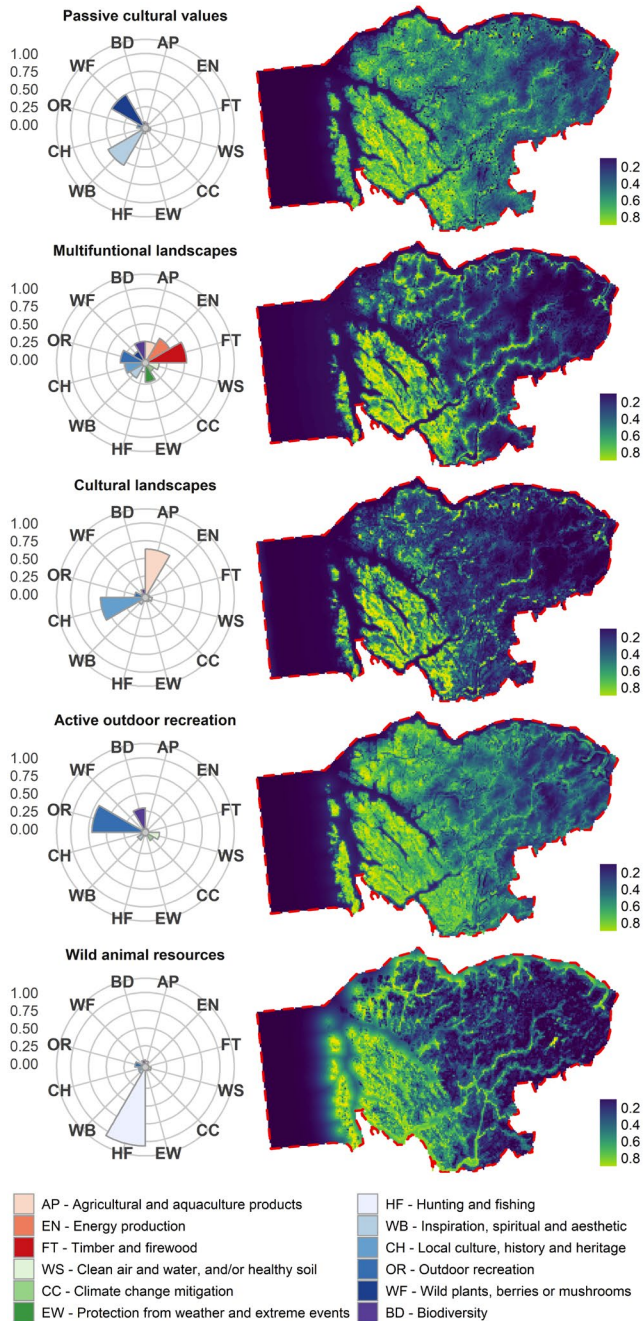 Passive cultural values
1.00
0.75
0.50
0.25
0.00
BD
AP
EN
FT
WS
CC
EW
HF
WB
CH
OR
WF
0.2
0.4
0.6
0.8
Multifuntional landscapes
1.00
0.75
0.50
0.25
0.00
BD
AP
EN
FT
WS
CC
EW
HF
WB
CH
OR
WF
0.2
0.4
0.6
0.8
Cultural landscapes
1.00
0.75
0.50
0.25
0.00
BD
AP
EN
FT
WS
CC
EW
HF
WB
CH
OR
WF
0.2
0.4
0.6
0.8
Active outdoor recreation
1.00
0.75
0.50
0.25
0.00
BD
AP
EN
FT
WS
CC
EW
HF
WB
CH
OR
WF
0.2
0.4
0.6
0.8
Wild animal resources
1.00
0.75
0.50
0.25
0.00
BD
AP
EN
FT
WS
CC
EW
HF
WB
CH
OR
WF
0.2
0.4
0.6
0.8
AP - Agricultural and aquaculture products
EN - Energy production
FT - Timber and firewood
WS - Clean air and water, and/or healthy soil
CC - Climate change mitigation
EW - Protection from weather and extreme events
HF - Hunting and fishing
WB - Inspiration, spiritual and aesthetic
CH - Local culture, history and heritage
OR - Outdoor recreation
WF - Wild plants, berries or mushrooms
BD - Biodiversity